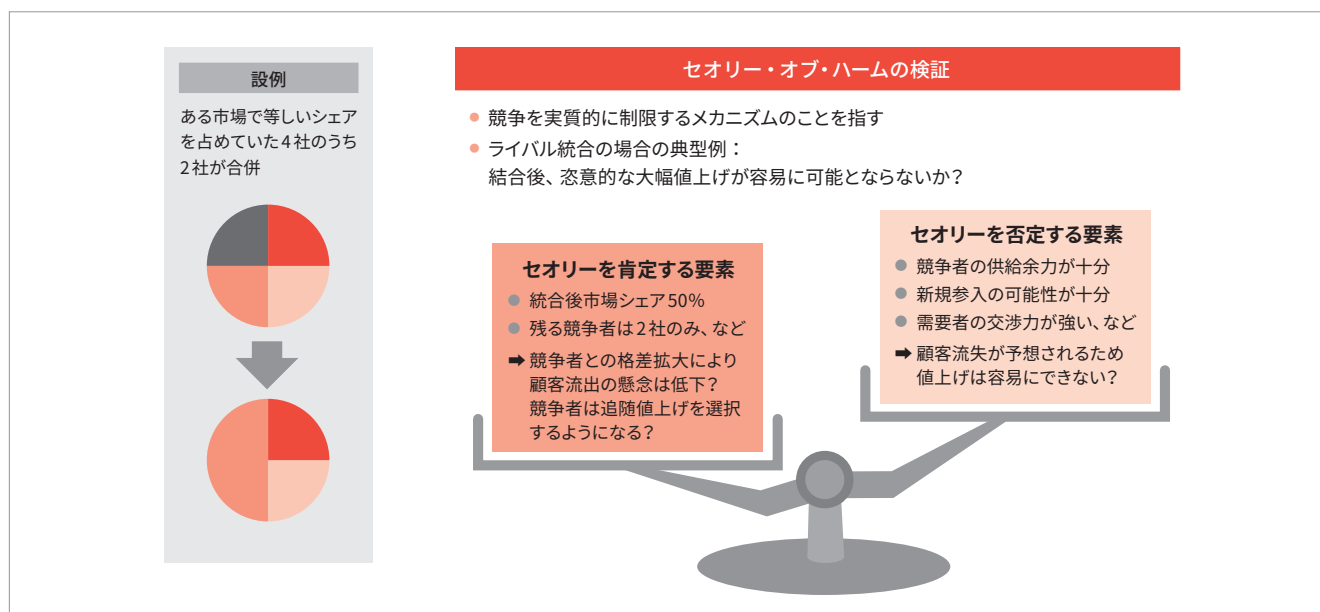 設例
ある市場で等しいシェア
を占めていた4社のうち
2社が合併
セオリー・オブ・ハームの検証
● 競争を実質的に制限するメカニズムのことを指す
● ライバル統合の場合の典型例：
結合後、恣意的な大幅値上げが容易に可能とならないか？
セオリーを肯定する要素
● 統合後市場シェア50%
● 残る競争者は2社のみ、など
➡ 競争者との格差拡大により
顧客流出の懸念は低下？
競争者は追随値上げを選択
するようになる？
セオリーを否定する要素
● 競争者の供給余力が十分
● 新規参入の可能性が十分
● 需要者の交渉力が強い、など
➡ 顧客流失が予想されるため
値上げは容易にできない？